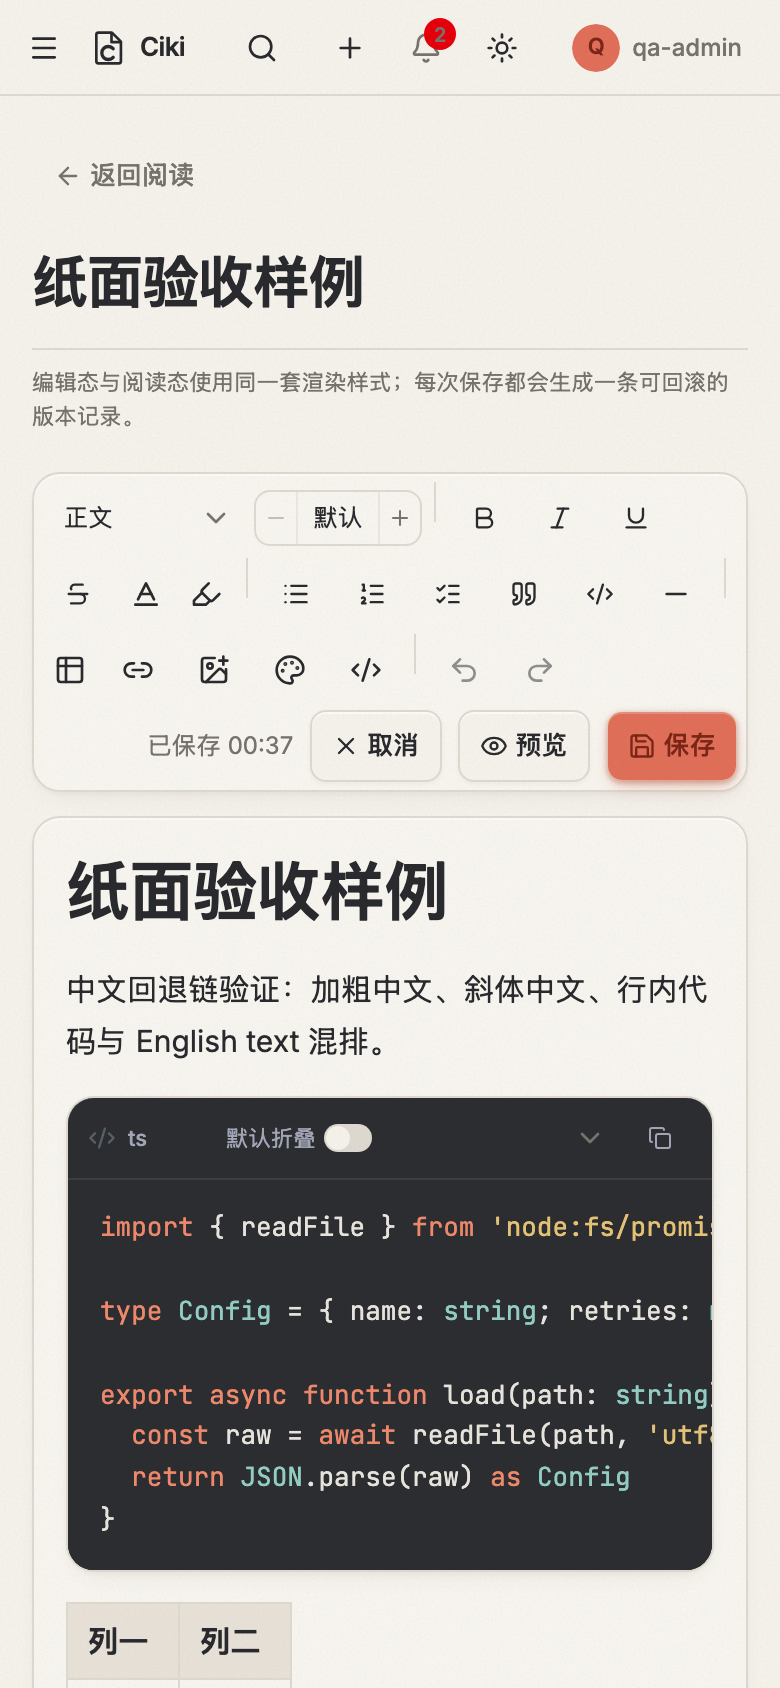 Ciki
2
Q
qa-admin
返回阅读
纸面验收样例
编辑态与阅读态使用同一套渲染样式；每次保存都会生成一条可回滚的
版本记录。
正文
默认
已保存 00:37
取消
预览
保存
纸面验收样例
中文回退链验证：加粗中文、斜体中文、行内代
码与 English text 混排。
ts
默认折叠
import { readFile } from 'node:fs/promis
type Config = { name: string; retries:
export async function load(path: string)
const raw = await readFile(path, 'utf8
return JSON.parse(raw) as Config
}
列一
列二